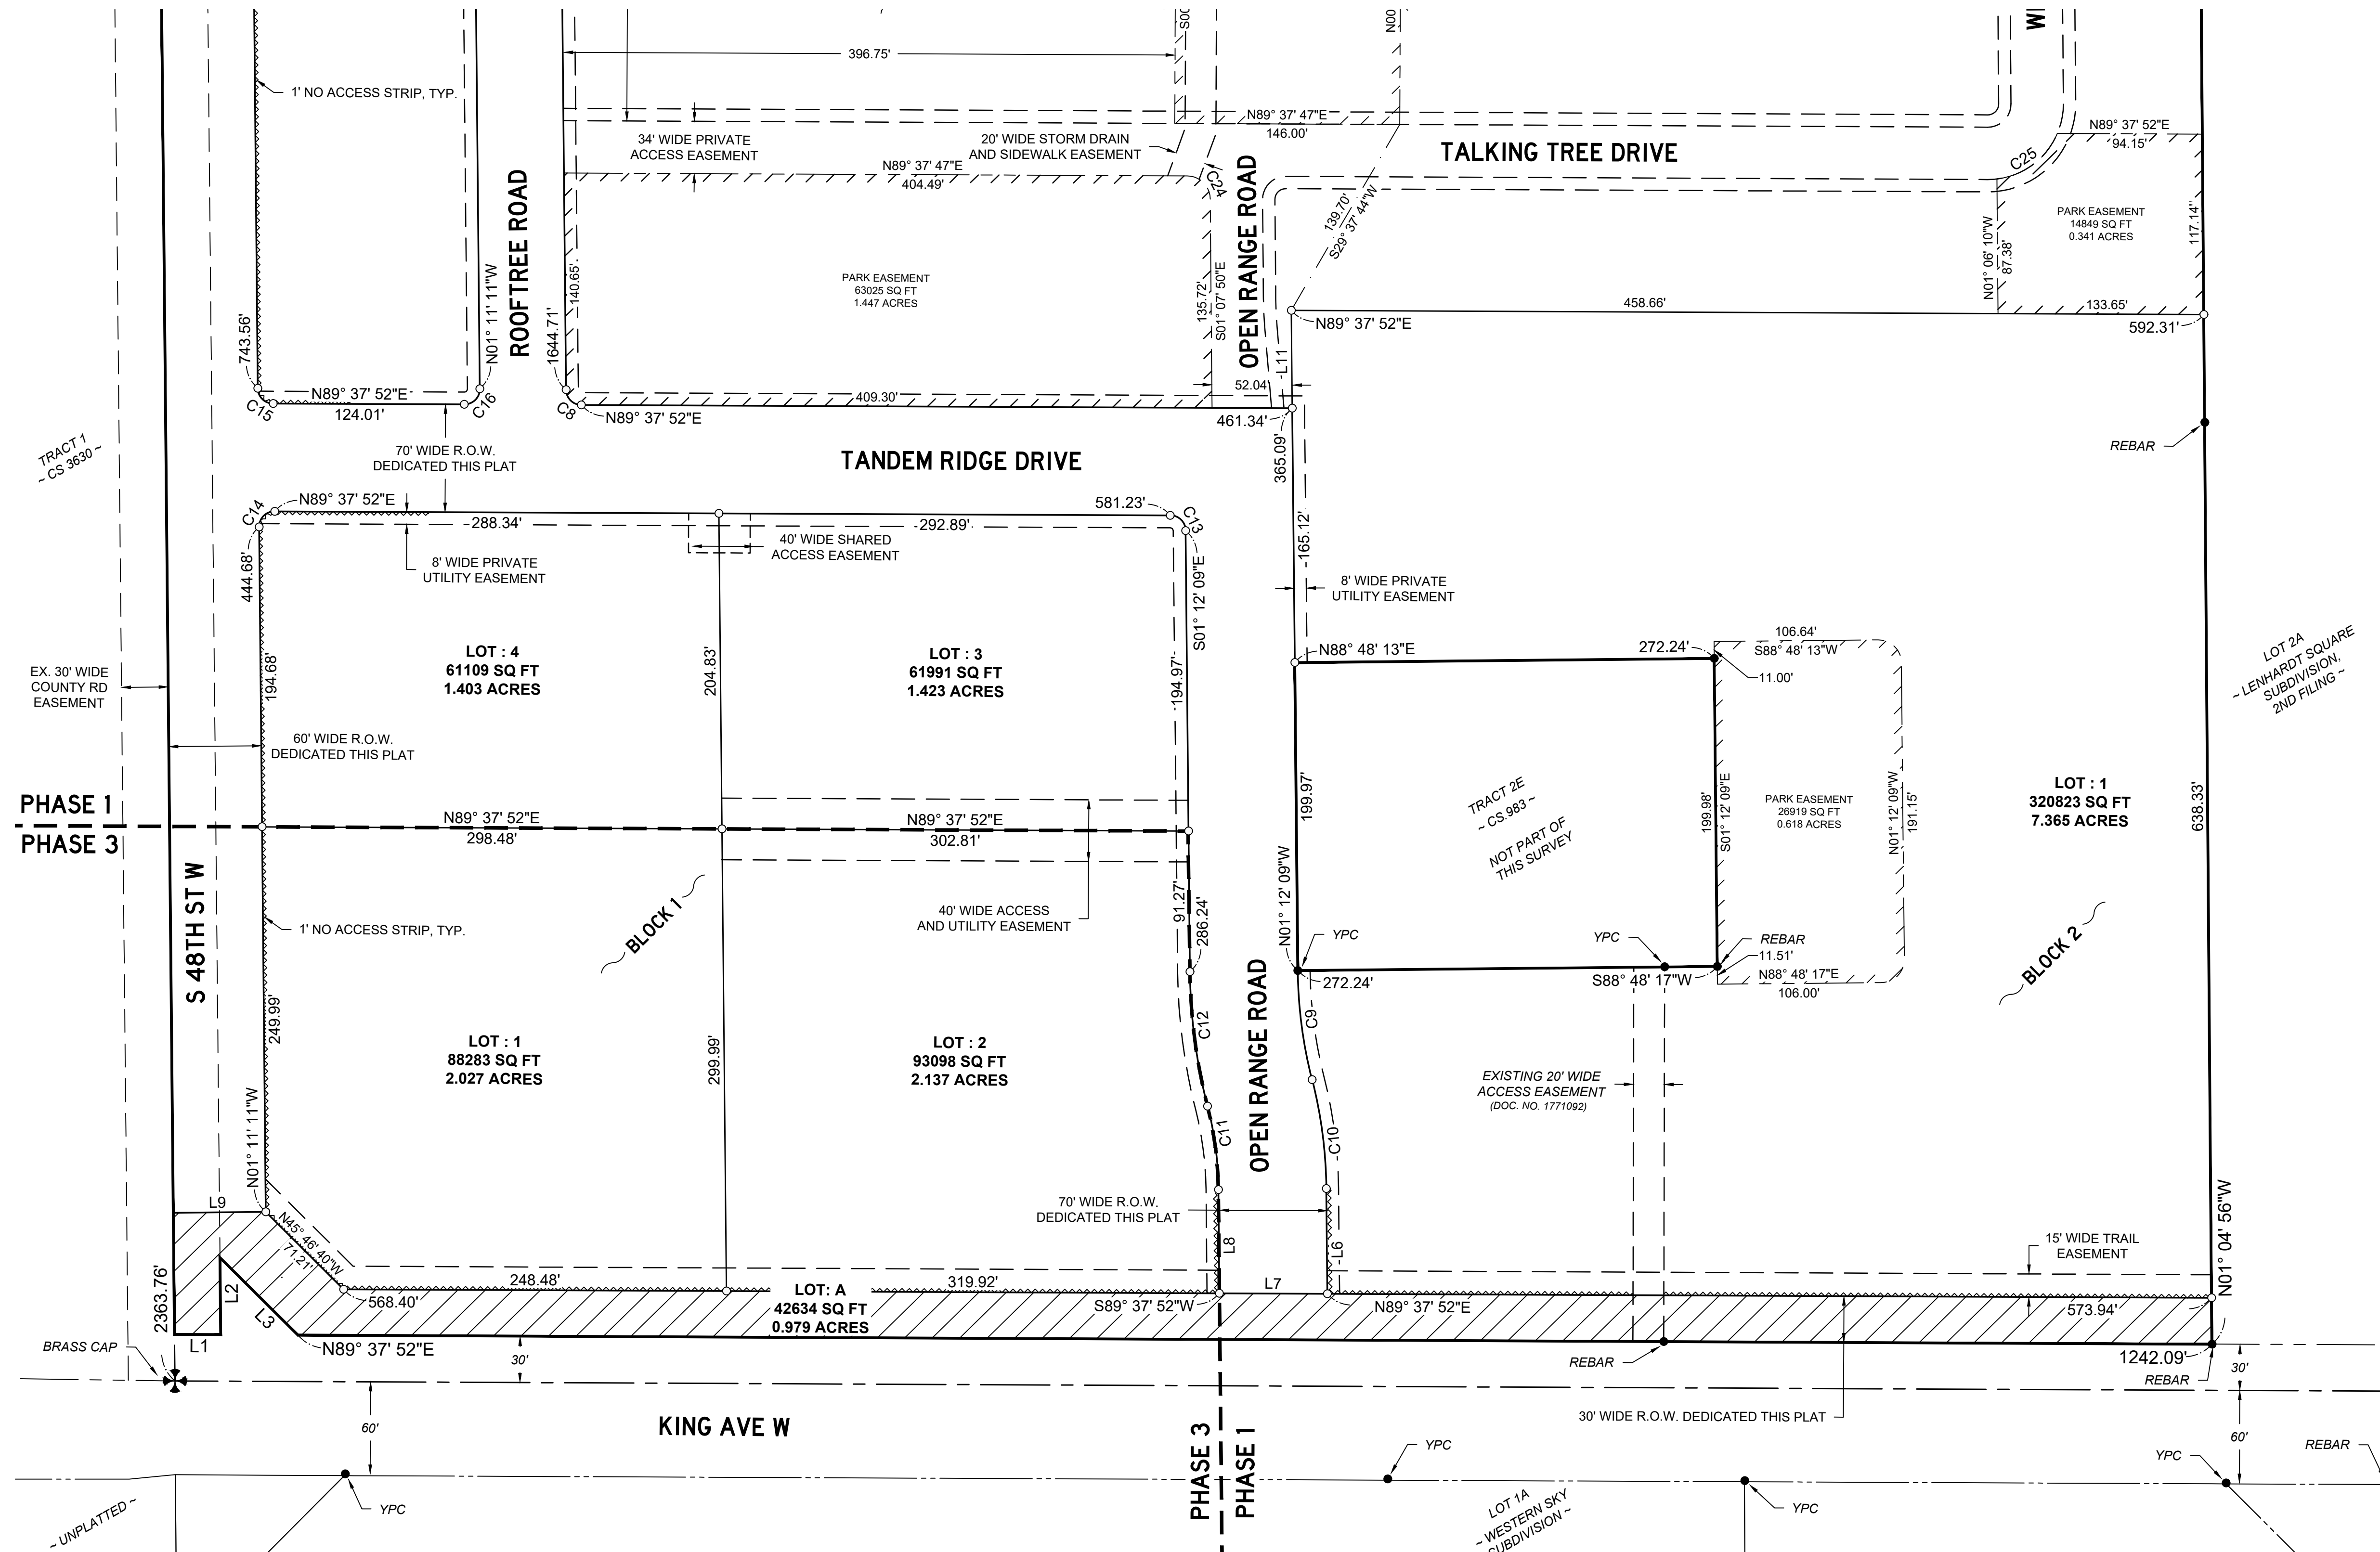 396.75'
S00
N00
W
1' NO ACCESS STRIP, TYP.
N89° 37' 47"E
146.00'
34' WIDE PRIVATE
ACCESS EASEMENT
20' WIDE STORM DRAIN
AND SIDEWALK EASEMENT
TALKING TREE DRIVE
N89° 37' 52"E
94.15'
C25
N89° 37' 47"E
404.49'
C24
ROOFTREE ROAD
OPEN RANGE ROAD
139.70'
S29° 37' 44"W
PARK EASEMENT
14849 SQ FT
0.341 ACRES
117.14'
N01° 06' 10"W
87.38'
PARK EASEMENT
63025 SQ FT
1.447 ACRES
N01° 11' 11"W
140.65'
135.72'
S01° 07' 50"E
458.66'
133.65'
N89° 37' 52"E
592.31'
743.56'
1644.71'
L11
N89° 37' 52"E
124.01'
C15
C16
C8
52.04'
409.30'
N89° 37' 52"E
461.34'
365.09'
TRACT 1
~ CS 3630 ~
70' WIDE R.O.W.
DEDICATED THIS PLAT
TANDEM RIDGE DRIVE
REBAR
C14
N89° 37' 52"E
288.34'
581.23'
292.89'
C13
40' WIDE SHARED
ACCESS EASEMENT
8' WIDE PRIVATE
UTILITY EASEMENT
444.68'
165.12'
S01° 12' 09"E
8' WIDE PRIVATE
UTILITY EASEMENT
LOT : 4
61109 SQ FT
1.403 ACRES
LOT : 3
61991 SQ FT
1.423 ACRES
194.68'
204.83'
194.97'
N88° 48' 13"E
272.24'
106.64'
S88° 48' 13"W
11.00'
EX. 30' WIDE
COUNTY RD
EASEMENT
60' WIDE R.O.W.
DEDICATED THIS PLAT
LOT 2A
~ LENHARDT SQUARE
SUBDIVISION,
2ND FILING ~
PHASE 1
PHASE 3
N89° 37' 52"E
298.48'
N89° 37' 52"E
302.81'
199.97'
TRACT 2E
~ CS.983 ~
NOT PART OF
THIS SURVEY
199.98'
S01° 12' 09"E
PARK EASEMENT
26919 SQ FT
0.618 ACRES
N01° 12' 09"W
191.15'
LOT : 1
320823 SQ FT
7.365 ACRES
638.33'
S 48TH ST W
1' NO ACCESS STRIP, TYP.
BLOCK 1
40' WIDE ACCESS
AND UTILITY EASEMENT
91.27'
286.24'
N01° 12' 09"W
YPC
YPC
REBAR
11.51'
N88° 48' 17"E
106.00'
272.24'
S88° 48' 17"W
BLOCK 2
249.99'
299.99'
C12
C9
LOT : 1
88283 SQ FT
2.027 ACRES
LOT : 2
93098 SQ FT
2.137 ACRES
OPEN RANGE ROAD
EXISTING 20' WIDE
ACCESS EASEMENT
(DOC. NO. 1771092)
C11
C10
N01° 11' 11"W
L9
N45° 46' 40"W
71.21'
70' WIDE R.O.W.
DEDICATED THIS PLAT
L8
L6
15' WIDE TRAIL
EASEMENT
N01° 04' 56"W
2363.76'
L2
L3
L1
248.48'
568.40'
LOT: A
42634 SQ FT
0.979 ACRES
319.92'
S89° 37' 52"W
L7
N89° 37' 52"E
573.94'
BRASS CAP
N89° 37' 52"E
30'
REBAR
1242.09'
REBAR
30'
60'
KING AVE W
30' WIDE R.O.W. DEDICATED THIS PLAT
PHASE 3
PHASE 1
YPC
60'
YPC
REBAR
~ UNPLATTED ~
YPC
LOT 1A
~ WESTERN SKY
SUBDIVISION ~
YPC